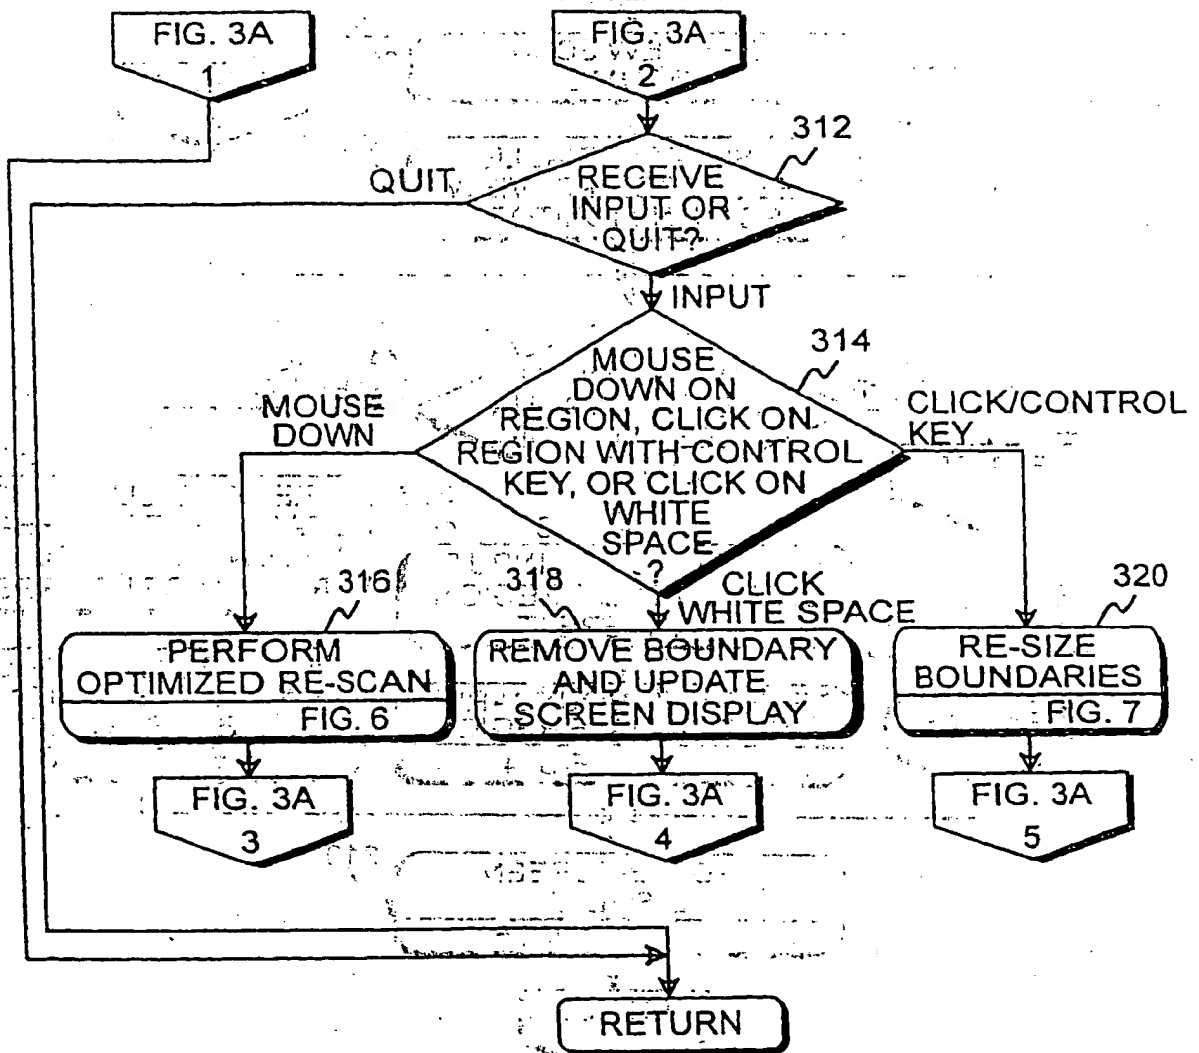 FIG. 3A
1
FIG. 3A
2
312
QUIT
RECEIVE
INPUT OR
QUIT?
INPUT
314
MOUSE
DOWN ON
REGION, CLICK ON
REGION WITH CONTROL
KEY, OR CLICK ON
WHITE
SPACE
?
MOUSE
DOWN
CLICK/CONTROL
KEY
316
PERFORM
OPTIMIZED RE-SCAN
FIG. 6
318
CLICK
WHITE SPACE
REMOVE BOUNDARY
AND UPDATE
SCREEN DISPLAY
320
RE-SIZE
BOUNDARIES
FIG. 7
FIG. 3A
3
FIG. 3A
4
FIG. 3A
5
RETURN